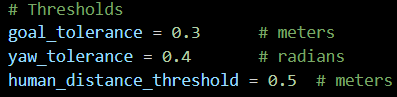 # Thresholds
goal_tolerance = 0.3      # meters
yaw_tolerance = 0.4       # radians
human_distance_threshold = 0.5  # meters